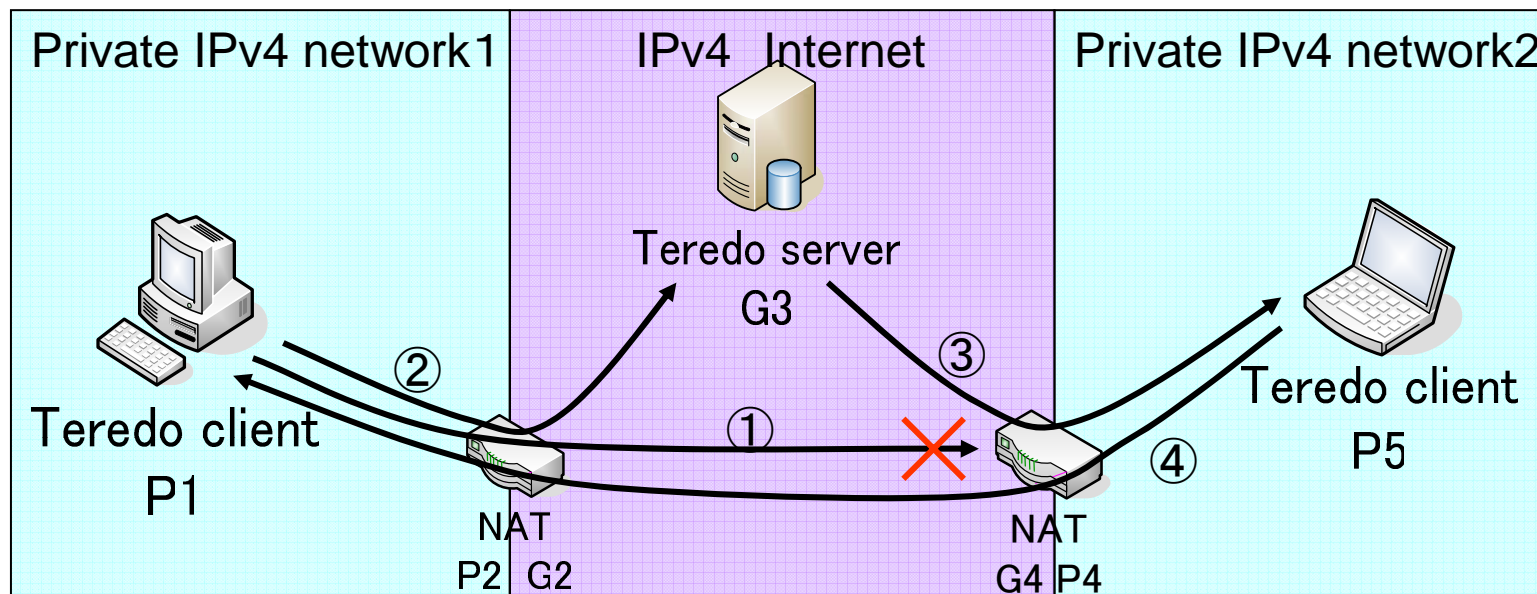 Private IPv4 network1
IPv4 Internet
Private IPv4 network2
Teredo server
G3
②
③
Teredo client
P1
①
Teredo client
P5
④
NAT
P2 G2
NAT
G4 P4